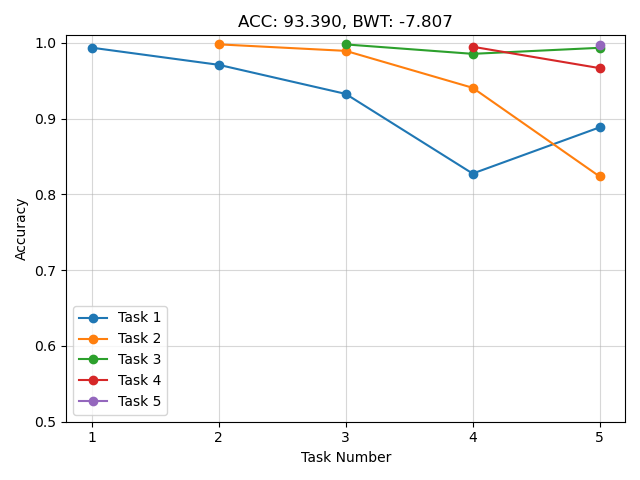 ACC: 93.390, BWT: -7.807
1.0
0.9
0.8
0.7
0.6
0.5
Accuracy
Task 1
Task 2
Task 3
Task 4
Task 5
1 2 3 4 5
Task Number